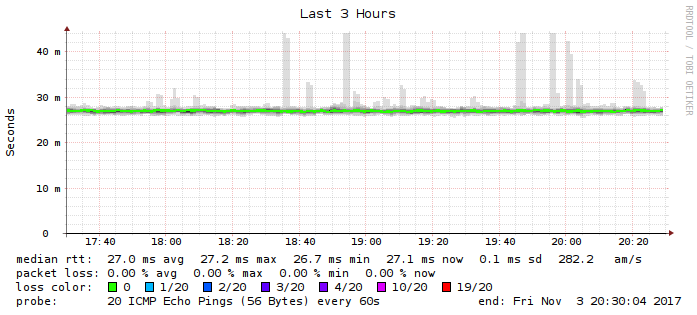 Last 3 Hours
RRDTOOL / TOBI OETIKER
Seconds
40 m
30 m
20 m
10 m
0
17:40 18:00 18:20 18:40 19:00 19:20 19:40 20:00 20:20
median rtt: 27.0 ms avg 27.2 ms max 26.7 ms min 27.1 ms now 0.1 ms sd 282.2 am/s
packet loss: 0.00 % avg 0.00 % max 0.00 % min 0.00 % now
loss color: 0 1/20 2/20 3/20 4/20 10/20 19/20
probe: 20 ICMP Echo Pings (56 Bytes) every 60s end: Fri Nov 3 20:30:04 2017